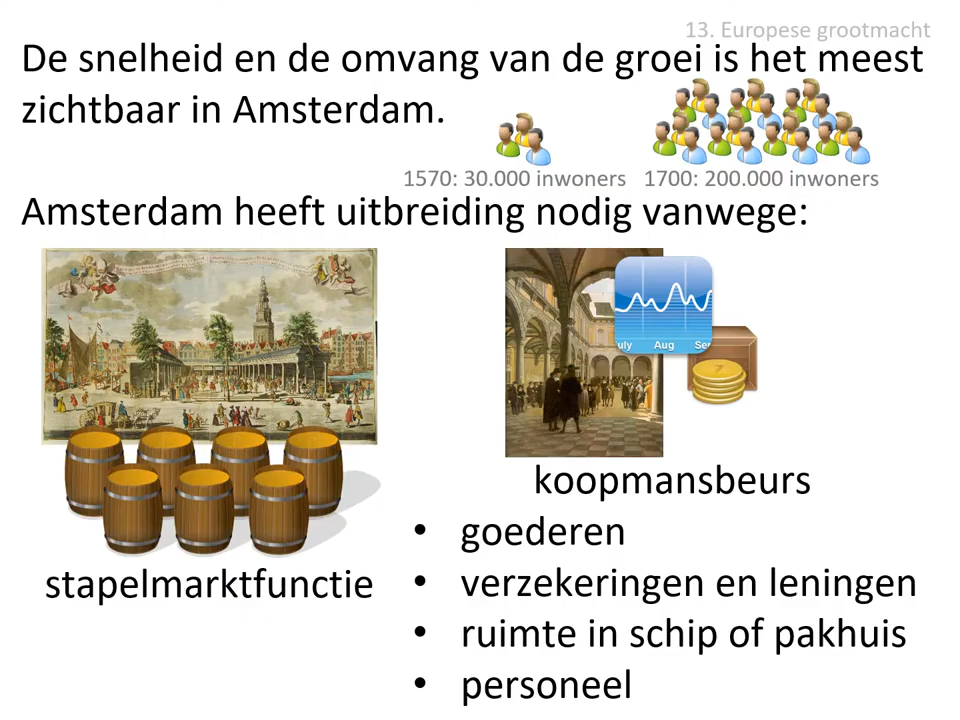 13. Europese grootmacht
De snelheid en de omvang van de groei is het meest
zichtbaar in Amsterdam.
1570: 30.000 inwoners
1700: 200.000 inwoners
Amsterdam heeft uitbreiding nodig vanwege:
Aug
koopmansbeurs
• goederen
• verzekeringen en leningen
• ruimte in schip of pakhuis
• personeel
stapelmarktfunctie